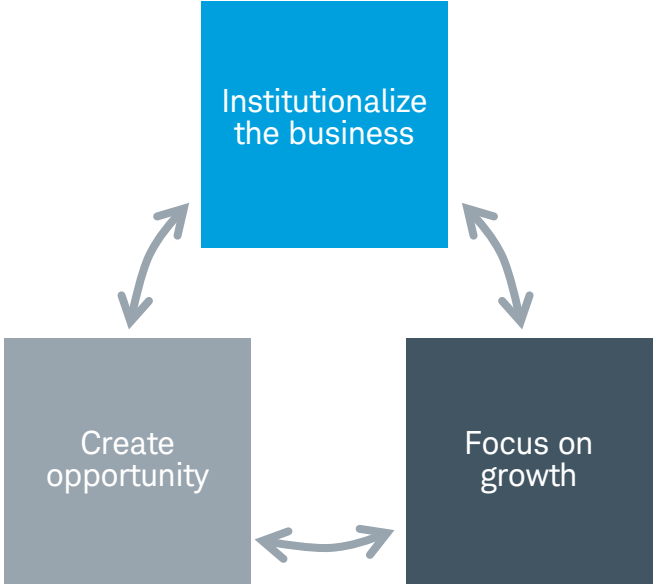 Institutionalize
the business
Create
opportunity
Focus on
growth